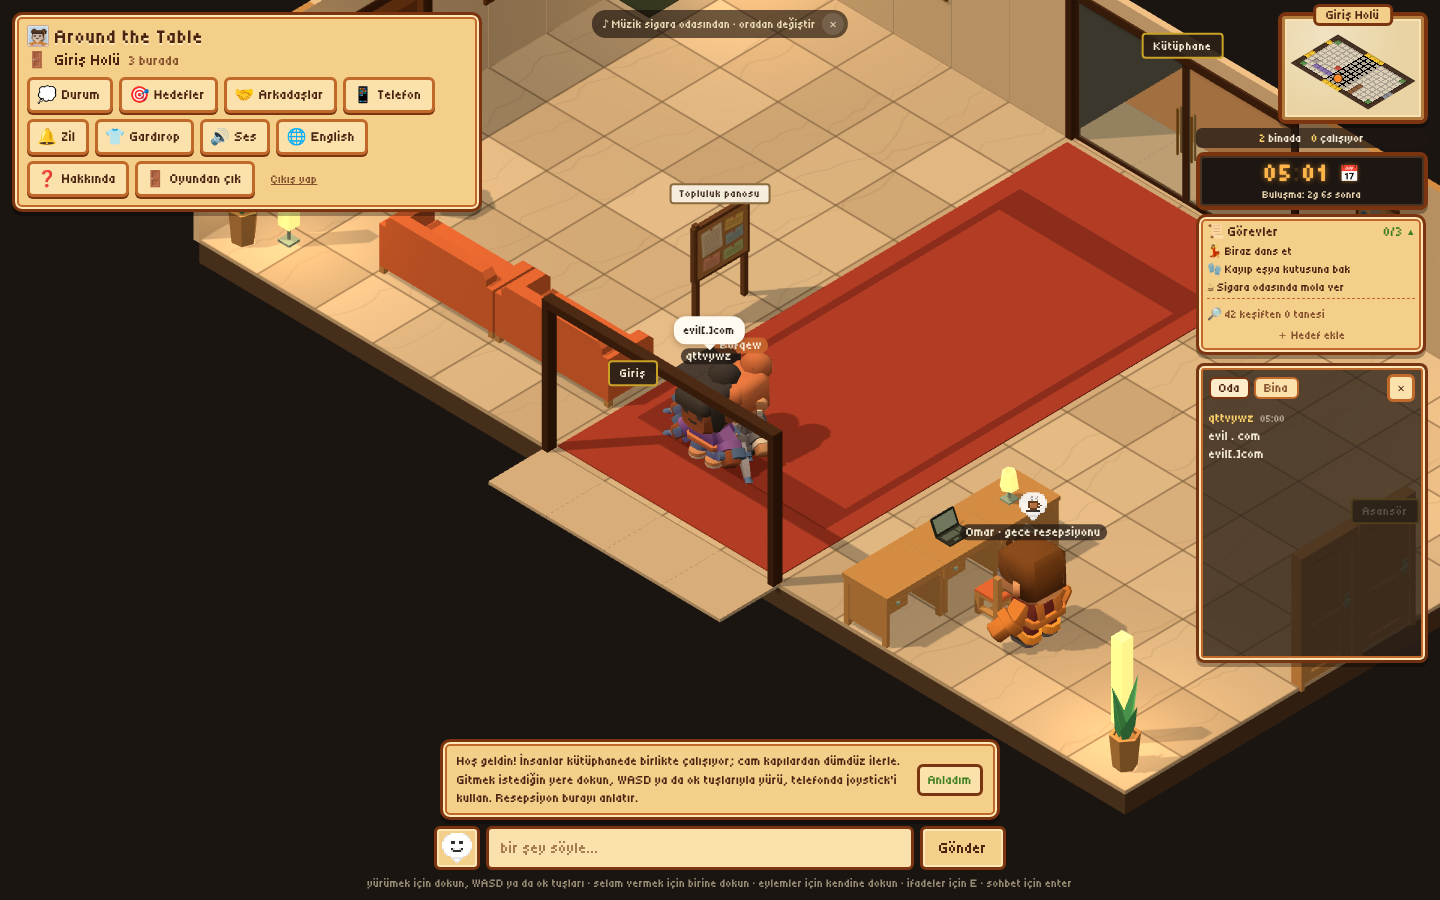 Around the Table
Giriş Holü 3 burada
Durum
Hedefler
Arkadaşlar
Telefon
Zil
Gardırop
Ses
English
Hakkında
Oyundan çık
Çıkış yap
♪ Müzik sigara odasından · oradan değiştir ×
Kütüphane
Giriş Holü
2 binada 0 çalışıyor
05:01
Buluşma: 2g 6s sonra
Görevler 0/3 ▲
Biraz dans et
Kayıp eşya kutusuna bak
Sigara odasında mola ver
42 keşiften 0 tanesi
+ Hedef ekle
Oda
Bina
×
qttvywz 05:00
evil . com
evil[.]com
Asansör
Topluluk panosu
evil[.]com
qttvywz
Giriş
Omar · gece resepsiyonu
Hoş geldin! İnsanlar kütüphanede birlikte çalışıyor; cam kapılardan dümdüz ilerle.
Gitmek istediğin yere dokun, WASD ya da ok tuşlarıyla yürü, telefonda joystick'i
kullan. Resepsiyon burayı anlatır.
Anladım
bir şey söyle...
Gönder
yürümek için dokun, WASD ya da ok tuşları · selam vermek için birine dokun · eylemler için kendine dokun · ifadeler için E · sohbet için enter